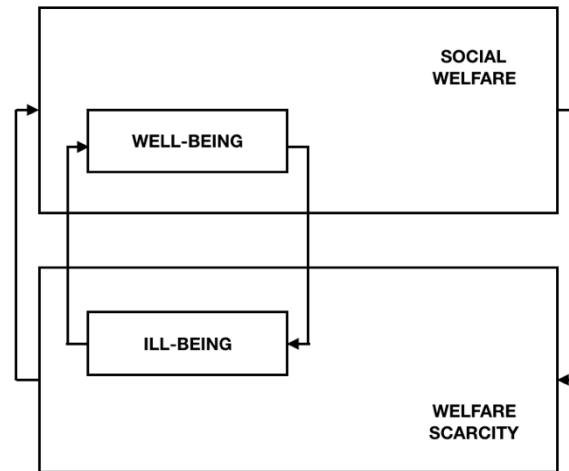 SOCIAL
WELFARE
WELL-BEING
ILL-BEING
WELFARE
SCARCITY